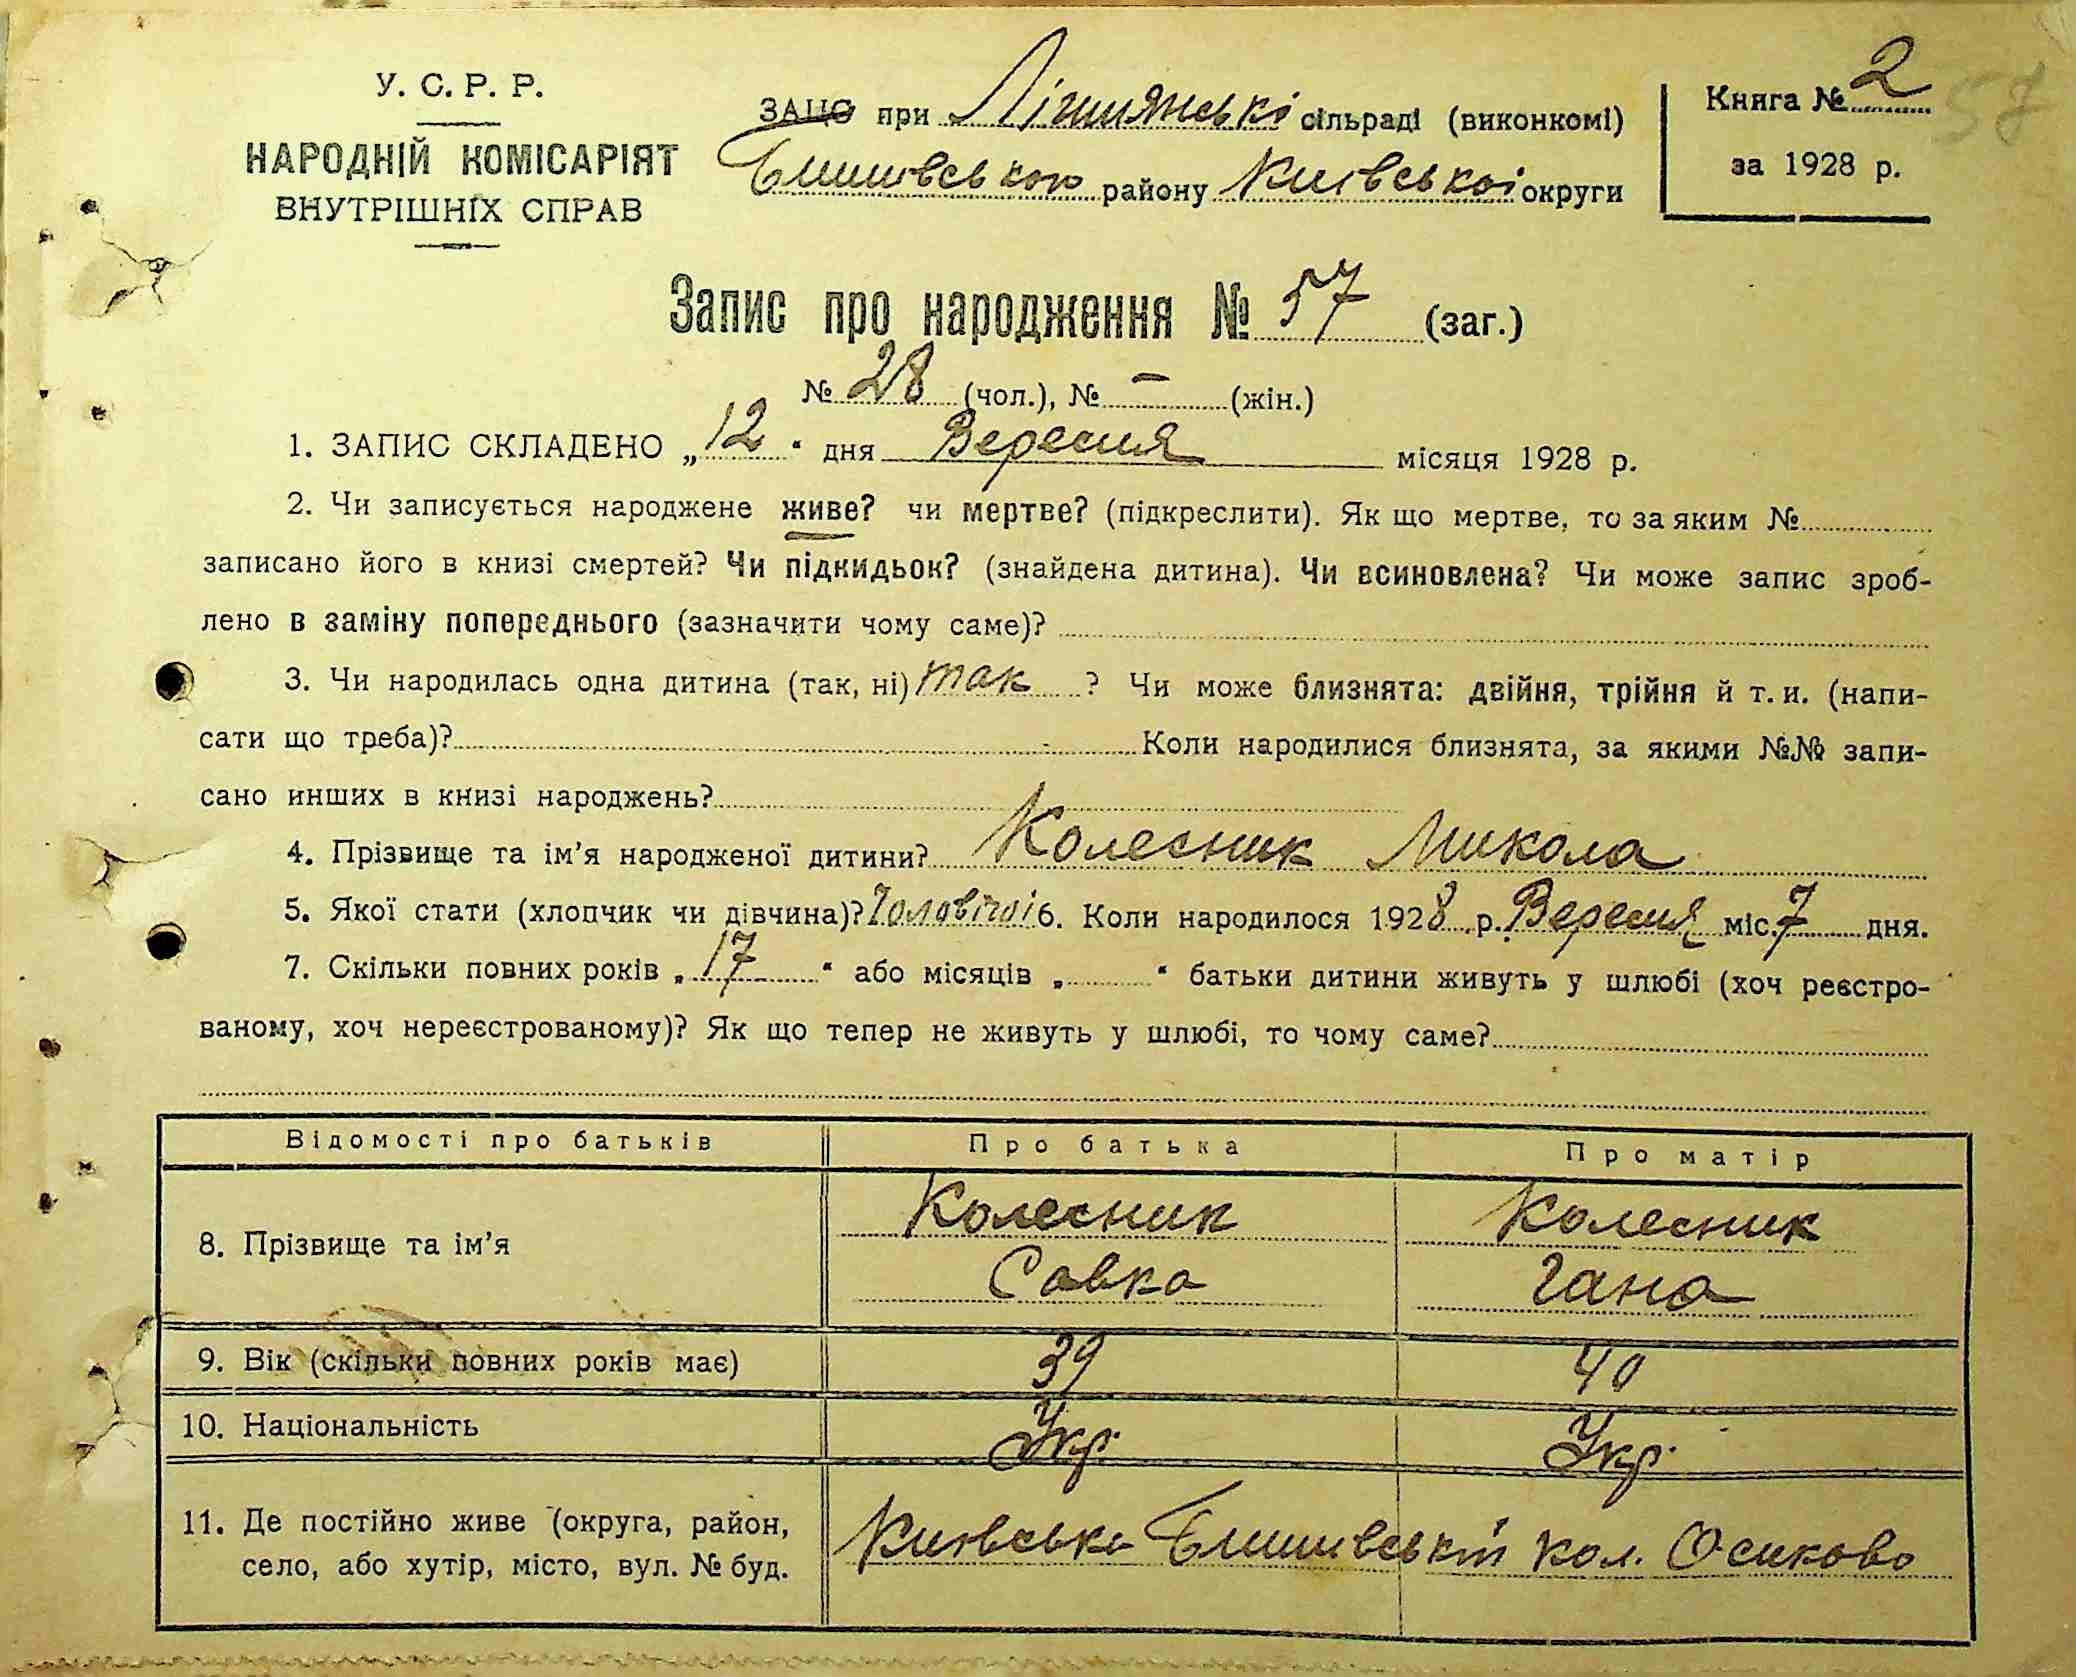 У. С. Р. Р.
НАРОДНІЙ КОМІСАРІЯТ
ВНУТРІШНІХ СПРАВ
ЗАЦС при сільраді (виконкомі)
району Київської округи
Книга № 2
за 1928 р.
57
Запис про народження № 57 (заг.)
№ 28 (чол.), № – (жін.)
1. ЗАПИС СКЛАДЕНО „12“ дня Вересня місяця 1928 р.
2. Чи записується народжене живе? чи мертве? (підкреслити). Як що мертве, то за яким №
записано його в книзі смертей? Чи підкидьок? (знайдена дитина). Чи всиновлена? Чи може запис зроб-
лено в заміну попереднього (зазначити чому саме)?
3. Чи народилась одна дитина (так, ні) так ? Чи може близнята: двійня, трійня й т. и. (напи-
сати що треба)? Коли народилися близнята, за якими №№ запи-
сано инших в книзі народжень?
4. Прізвище та ім’я народженої дитини? Колесник Микола
5. Якої стати (хлопчик чи дівчина)? 6. Коли народилося 1928 р. Вересня міс. 7 дня.
7. Скільки повних років „17“ або місяців „ “ батьки дитини живуть у шлюбі (хоч реєстро-
ваному, хоч нереєстрованому)? Як що тепер не живуть у шлюбі, то чому саме?
Відомості про батьків Про батька Про матір
8. Прізвище та ім’я
Колесник Колесник
Савка Гана
9. Вік (скільки повних років має) 39 40
10. Національність Укр. Укр.
11. Де постійно живе (округа, район,
село, або хутір, місто, вул. № буд.
кол. Осиково